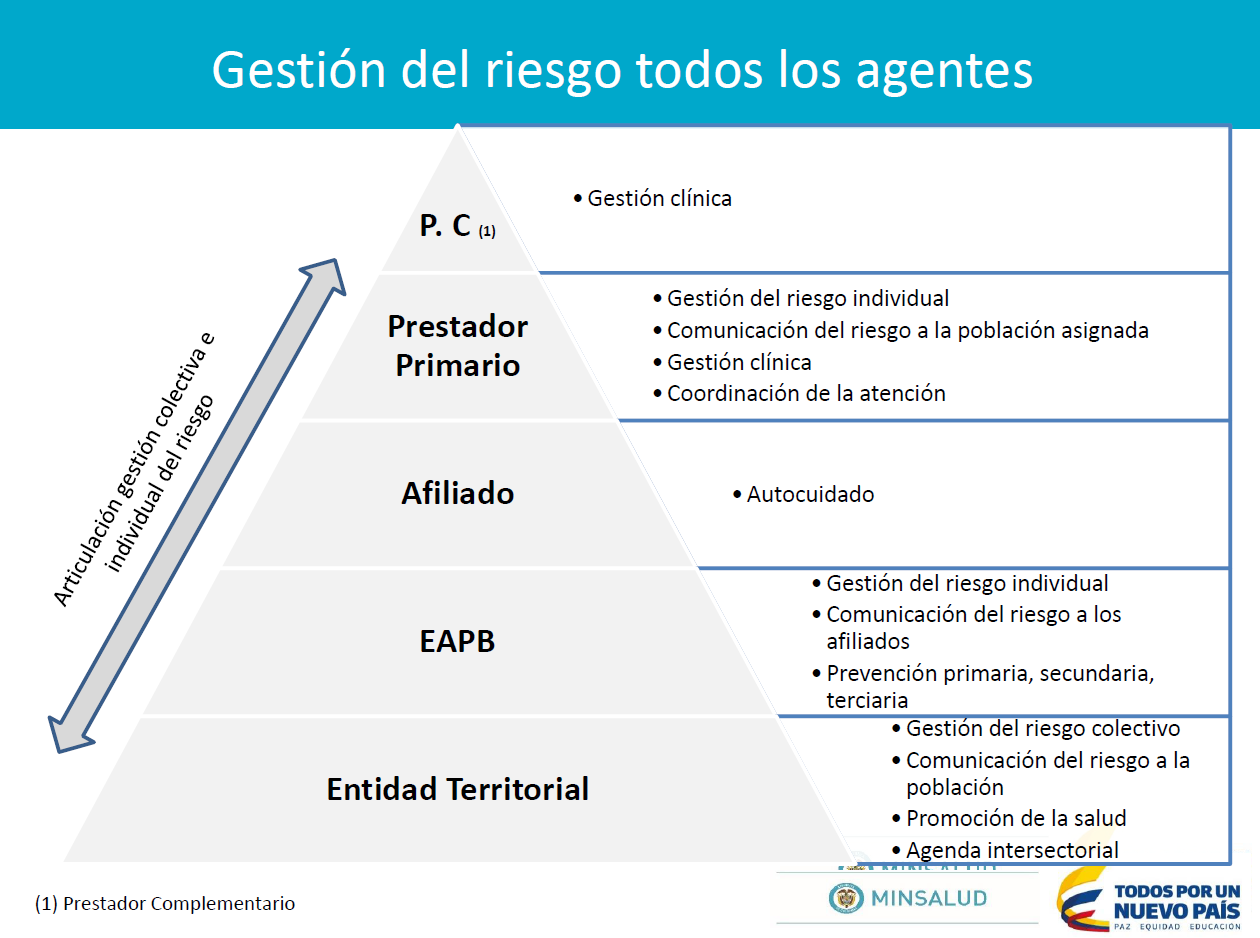 Gestión del riesgo todos los agentes
P. C (1)
• Gestión clínica
Prestador
Primario
• Gestión del riesgo individual
• Comunicación del riesgo a la población asignada
• Gestión clínica
• Coordinación de la atención
Afiliado
• Autocuidado
EAPB
• Gestión del riesgo individual
• Comunicación del riesgo a los
afiliados
• Prevención primaria, secundaria,
terciaria
Entidad Territorial
• Gestión del riesgo colectivo
• Comunicación del riesgo a la
población
• Promoción de la salud
• Agenda intersectorial
Articulación gestión colectiva e
individual del riesgo
(1) Prestador Complementario
MINSALUD
TODOS POR UN
NUEVO PAÍS
PAZ EQUIDAD EDUCACIÓN